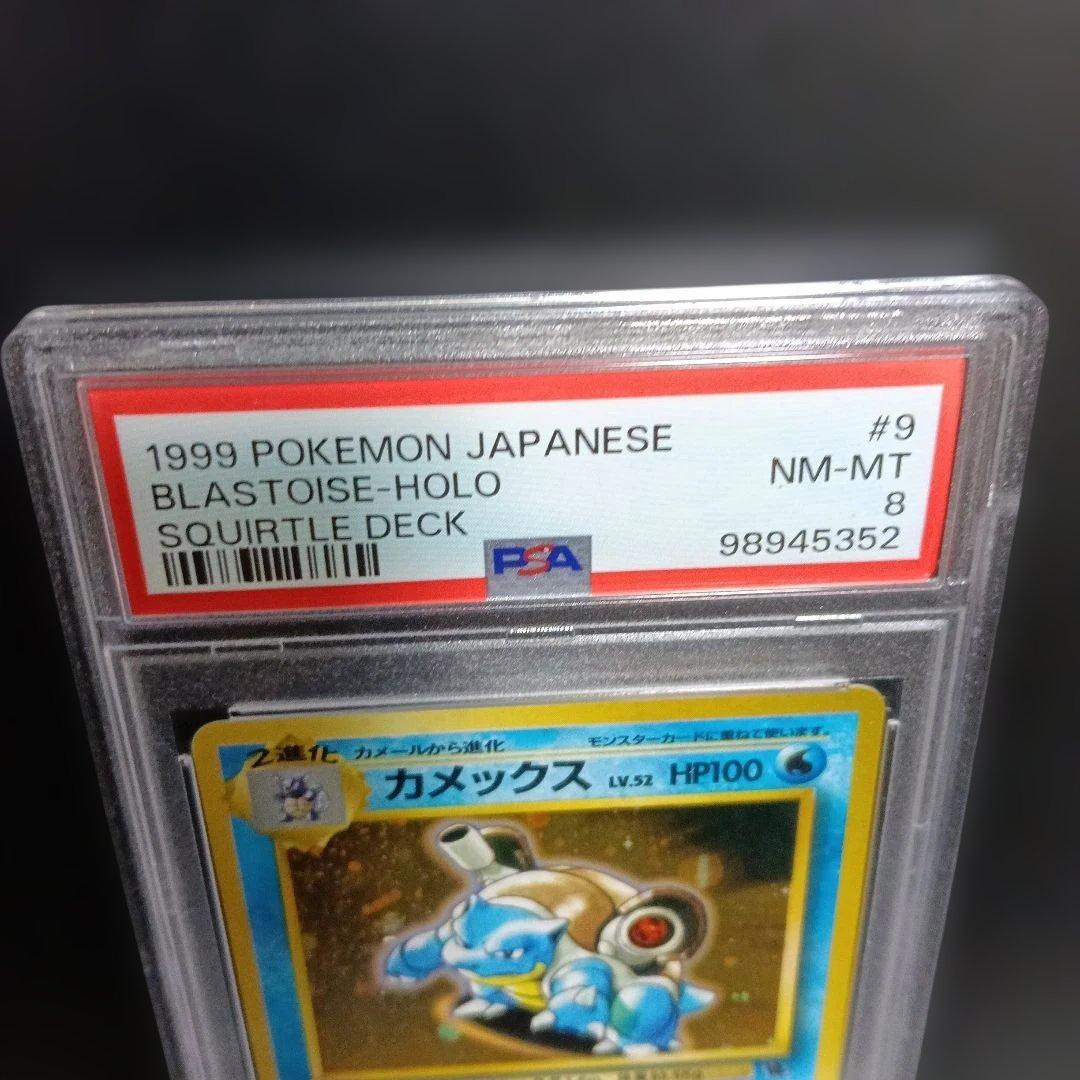 1999 POKEMON JAPANESE #9
BLASTOISE-HOLO NM-MT
SQUIRTLE DECK 8
PSA 98945352
2進化 カメールから進化 モンスターカードに重ねて使います。
カメックス LV.52 HP100